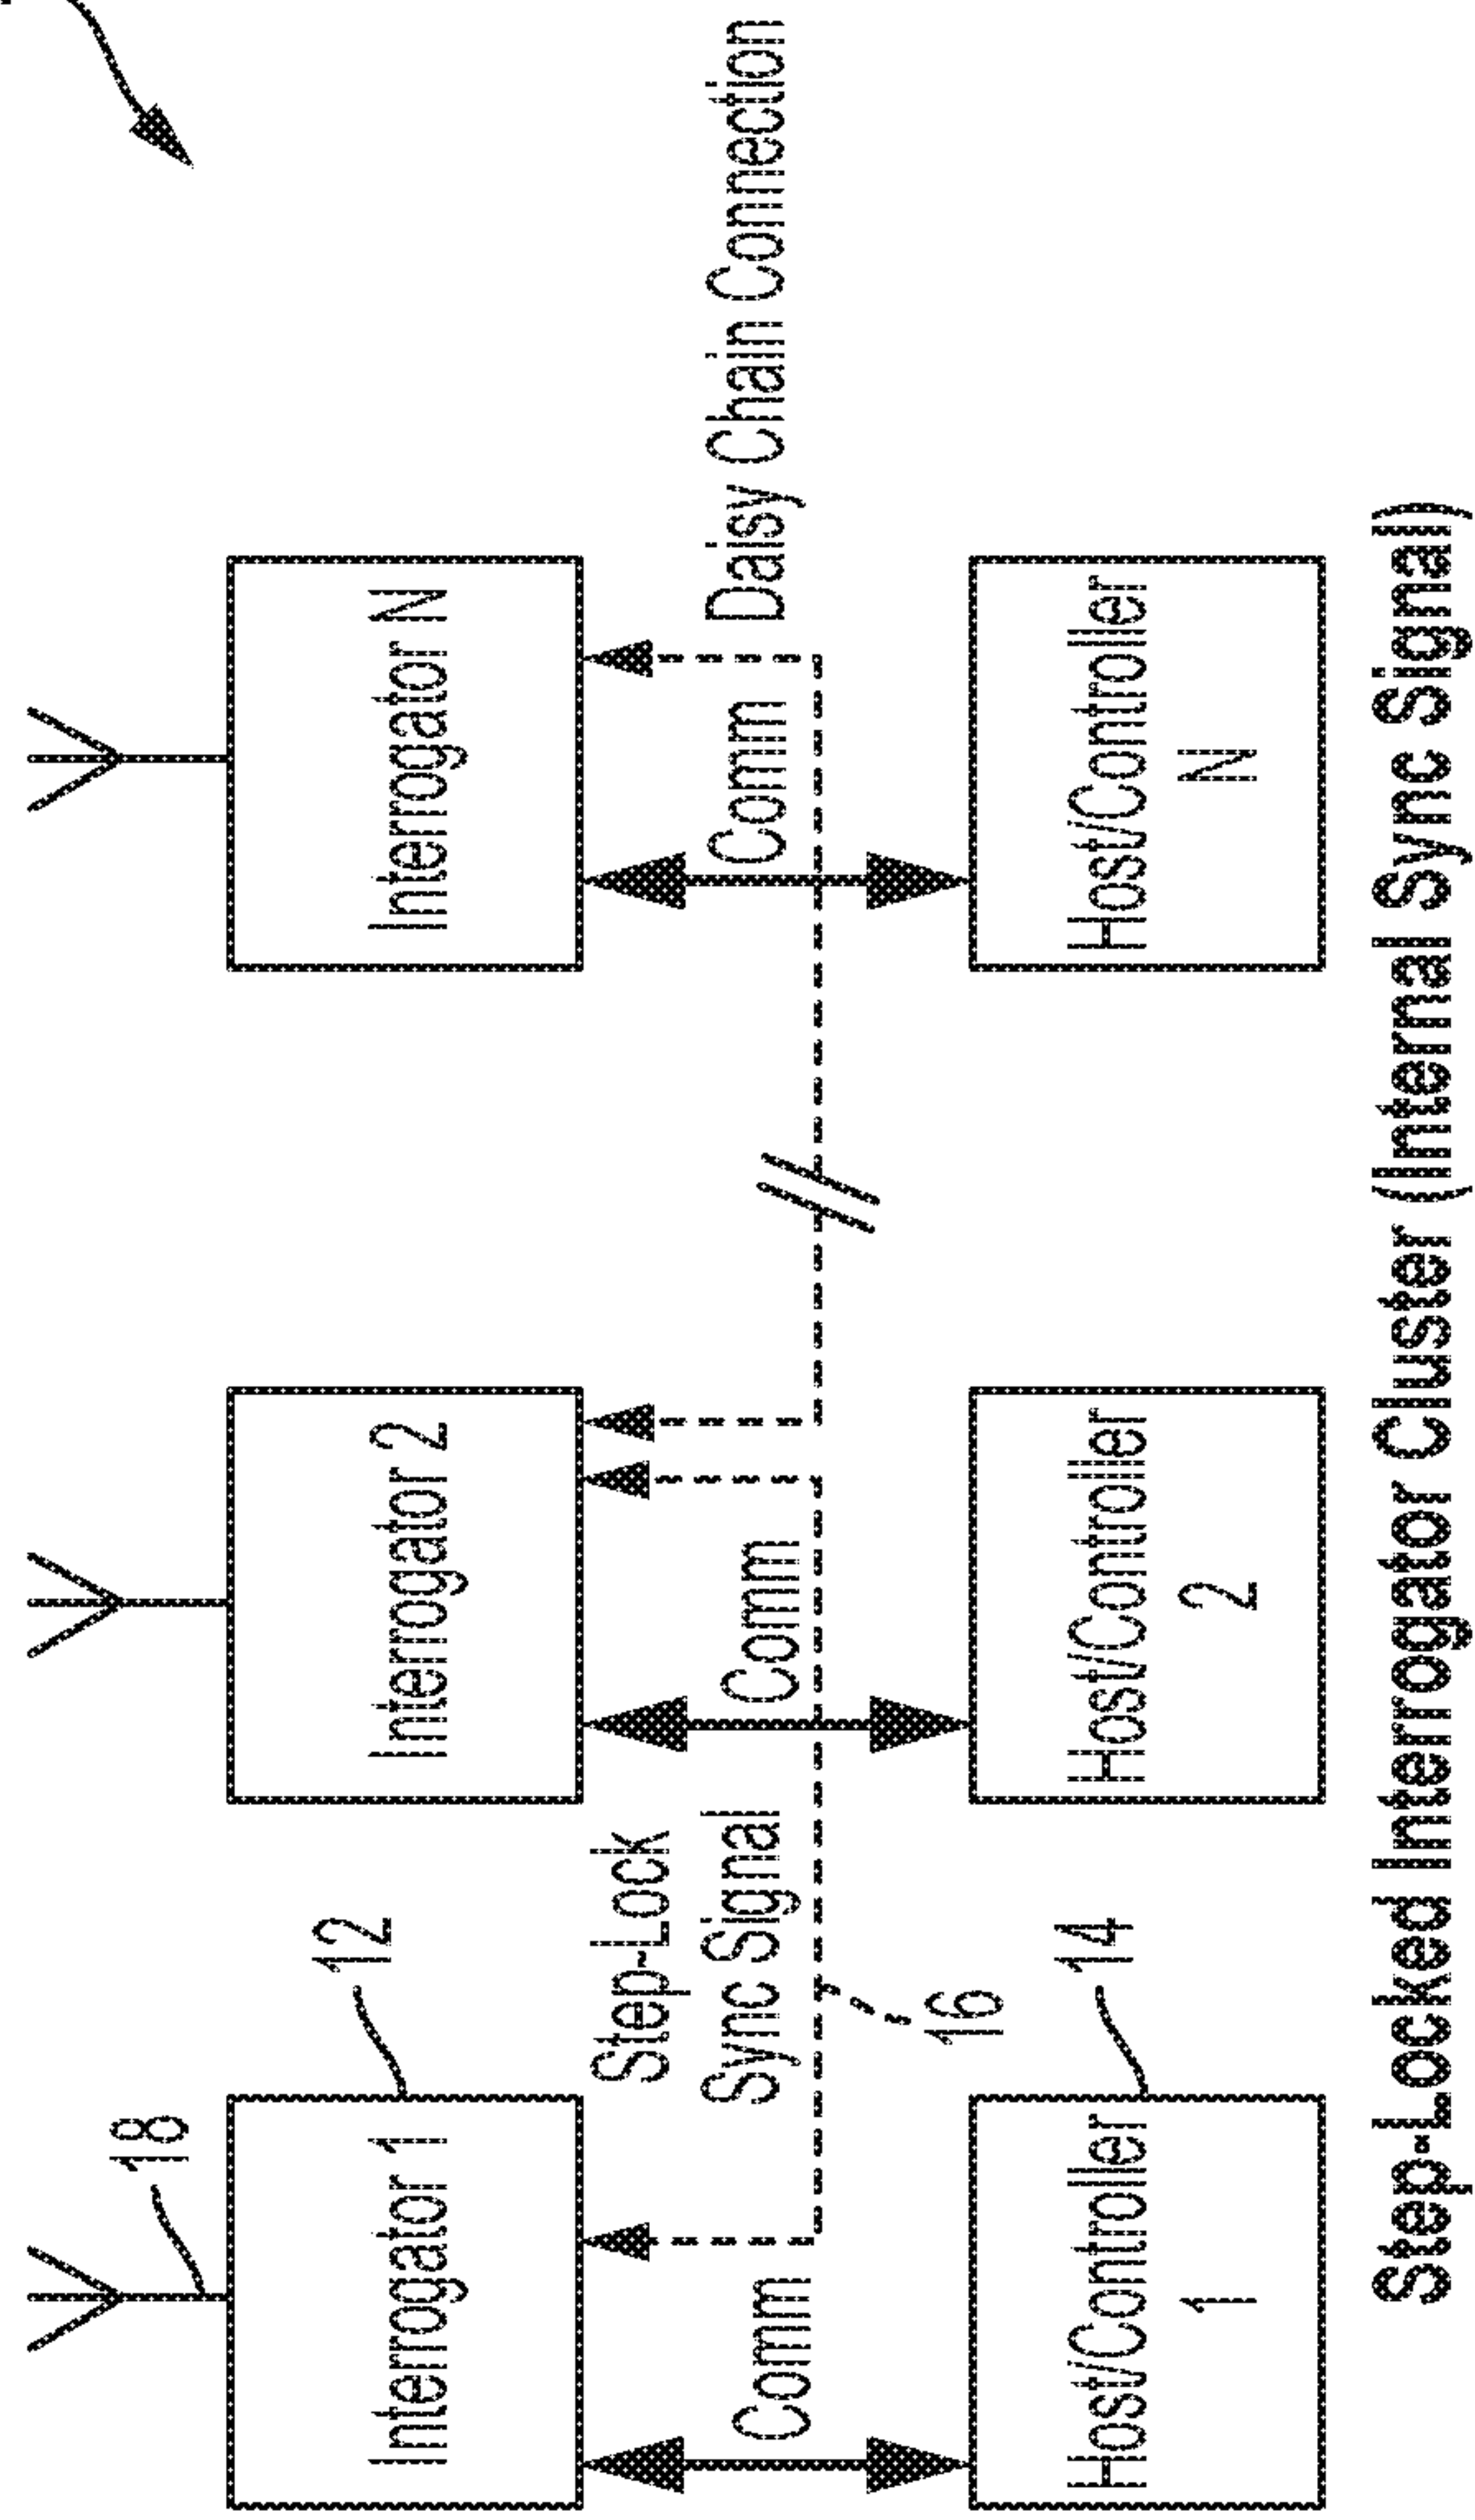 18
12
Interrogator 1
Interrogator 2
Interrogator N
Step-Lock
Sync Signal
Comm
Comm
Comm
Daisy Chain Connection
16
14
Host/Controller
1
Host/Controller
2
Host/Controller
N
Step-Locked Interrogator Cluster (Internal Sync Signal)